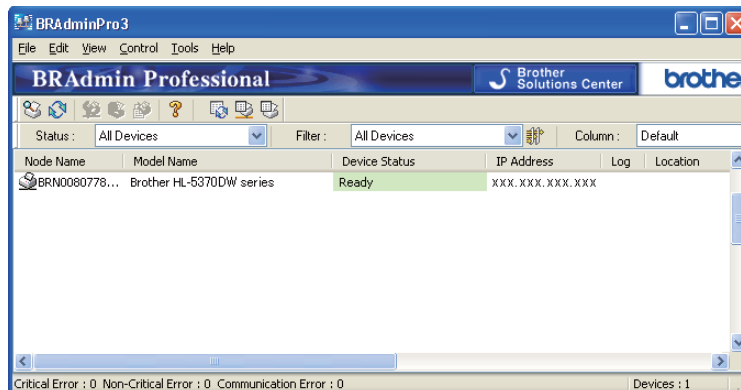 BRAdminPro3
File Edit View Control Tools Help
BRAdmin Professional
Brother
Solutions Center
brothe
?
Status : All Devices Filter : All Devices Column : Default
Node Name Model Name Device Status IP Address Log Location
BRN0080778... Brother HL-5370DW series Ready XXX.XXX.XXX.XXX
Critical Error : 0 Non-Critical Error : 0 Communication Error : 0 Devices : 1